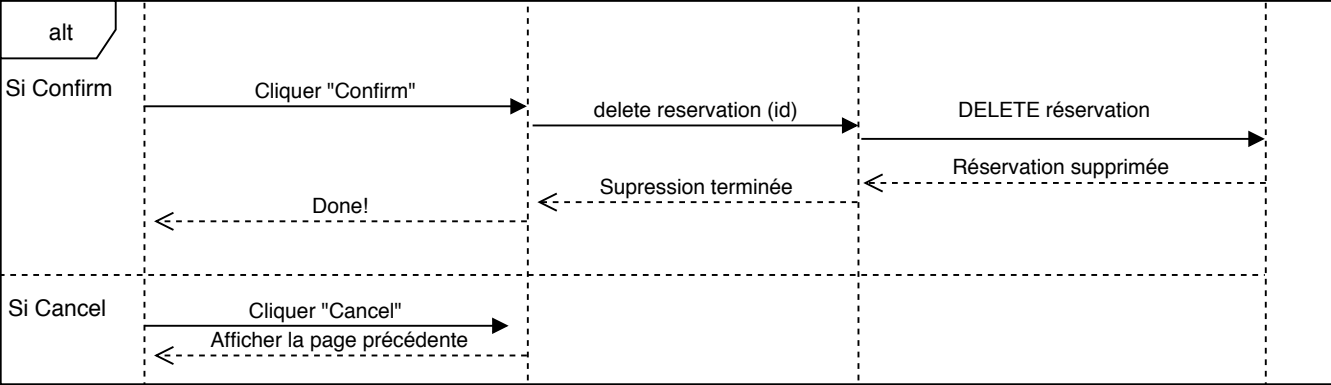 alt
Si Confirm
Cliquer "Confirm"
delete reservation (id)
DELETE réservation
Réservation supprimée
Supression terminée
Done!
Si Cancel
Cliquer "Cancel"
Afficher la page précédente